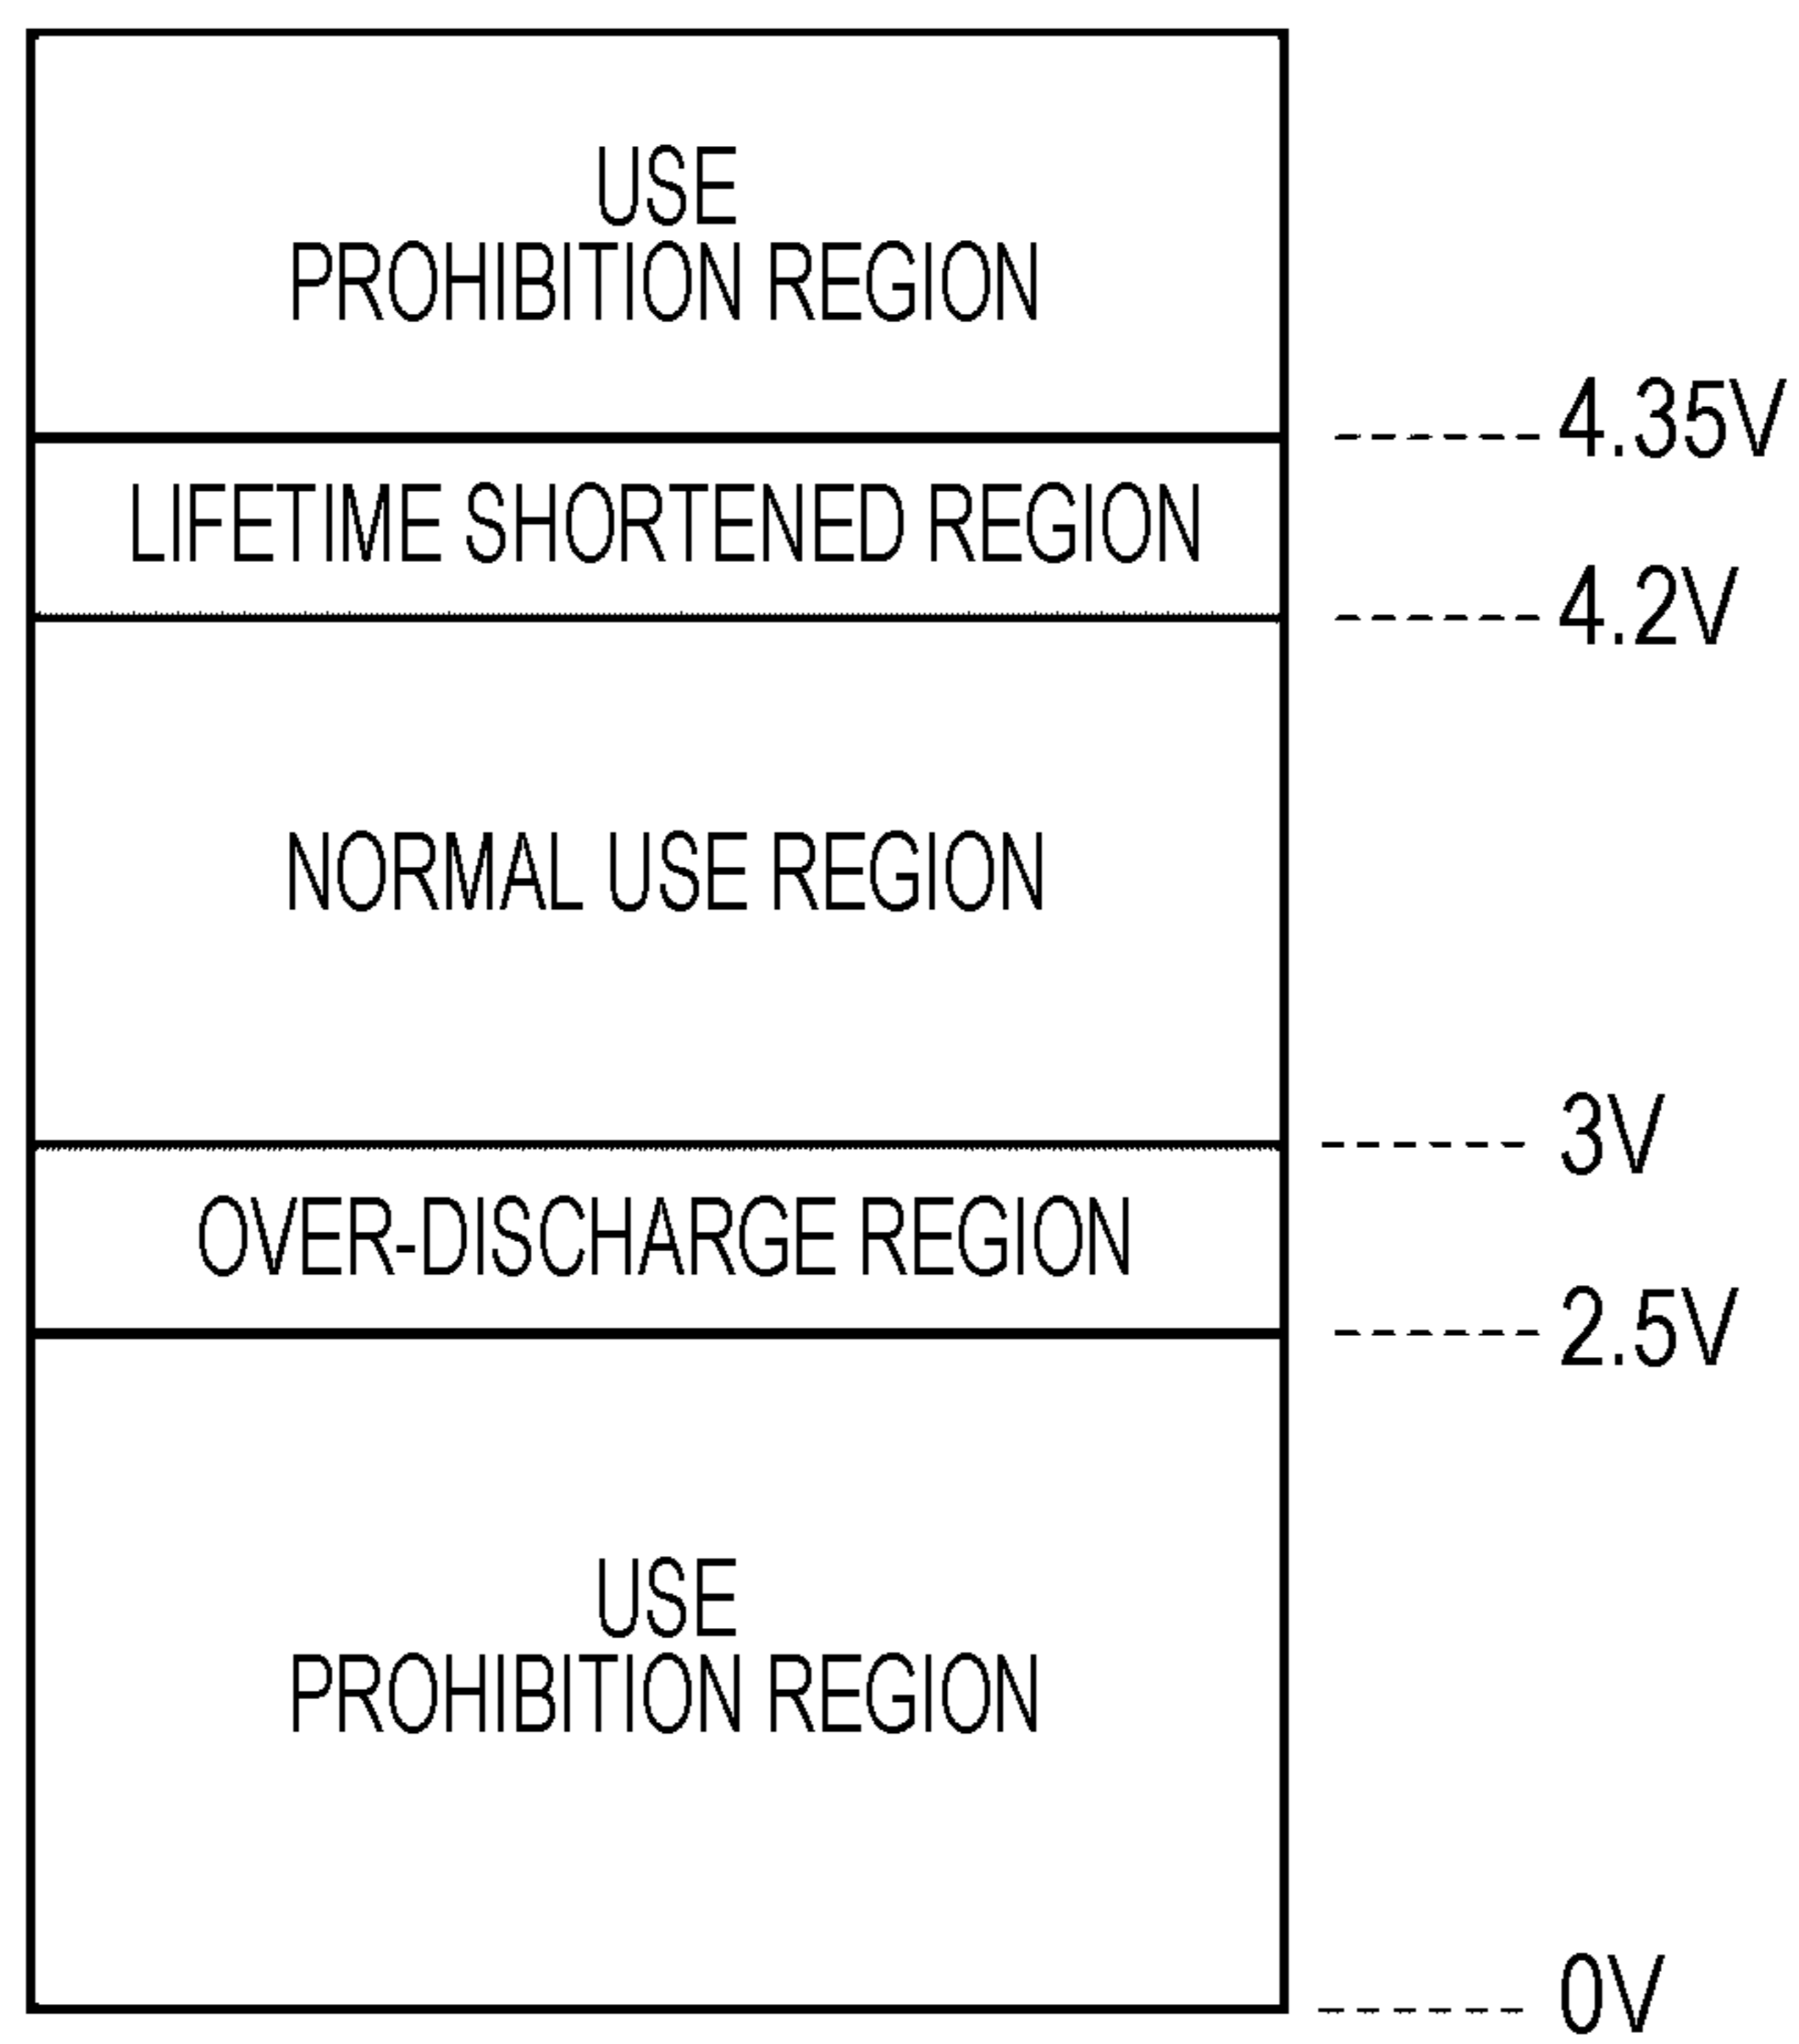 USE
PROHIBITION REGION
4.35V
LIFETIME SHORTENED REGION
4.2V
NORMAL USE REGION
3V
OVER-DISCHARGE REGION
2.5V
USE
PROHIBITION REGION
0V